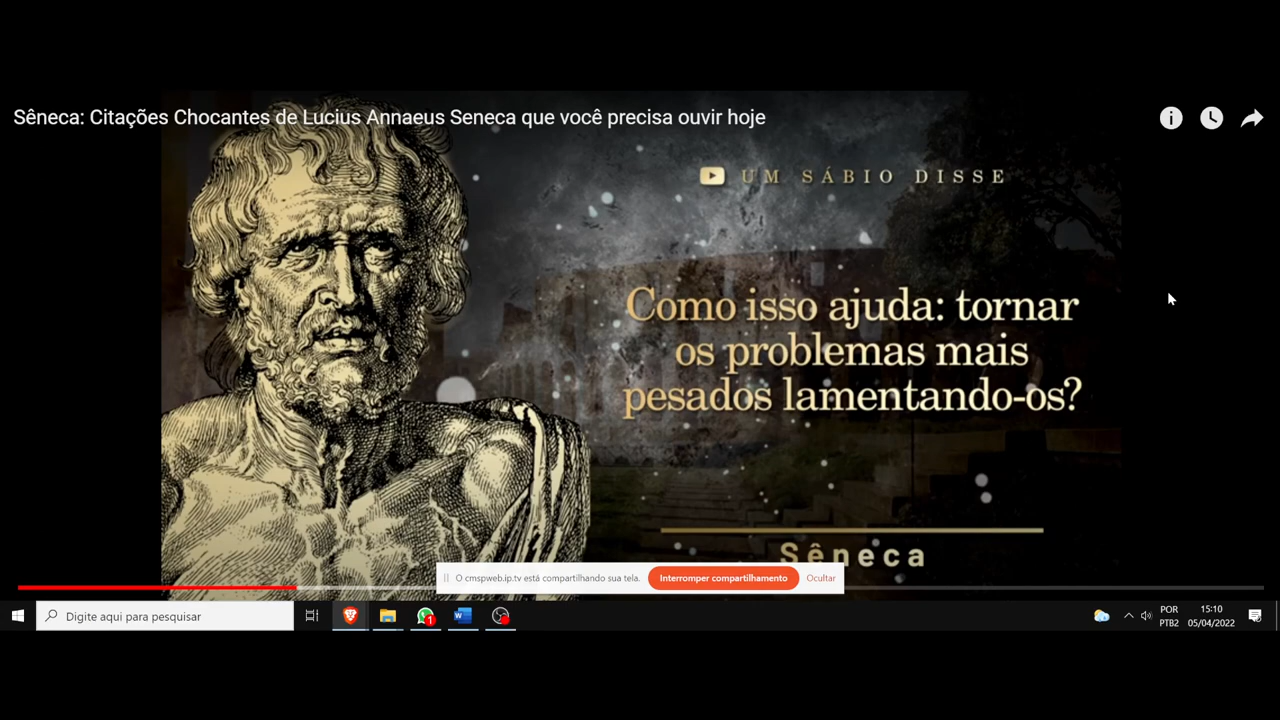 Sêneca: Citações Chocantes de Lucius Annaeus Seneca que você precisa ouvir hoje
UM SÁBIO DISSE
Como isso ajuda: tornar
os problemas mais
pesados lamentando-os?
Sêneca
O cmspweb.ip.tv está compartilhando sua tela.
Interromper compartilhamento
Ocultar
Digite aqui para pesquisar
1
W
POR
PTB2
15:10
05/04/2022